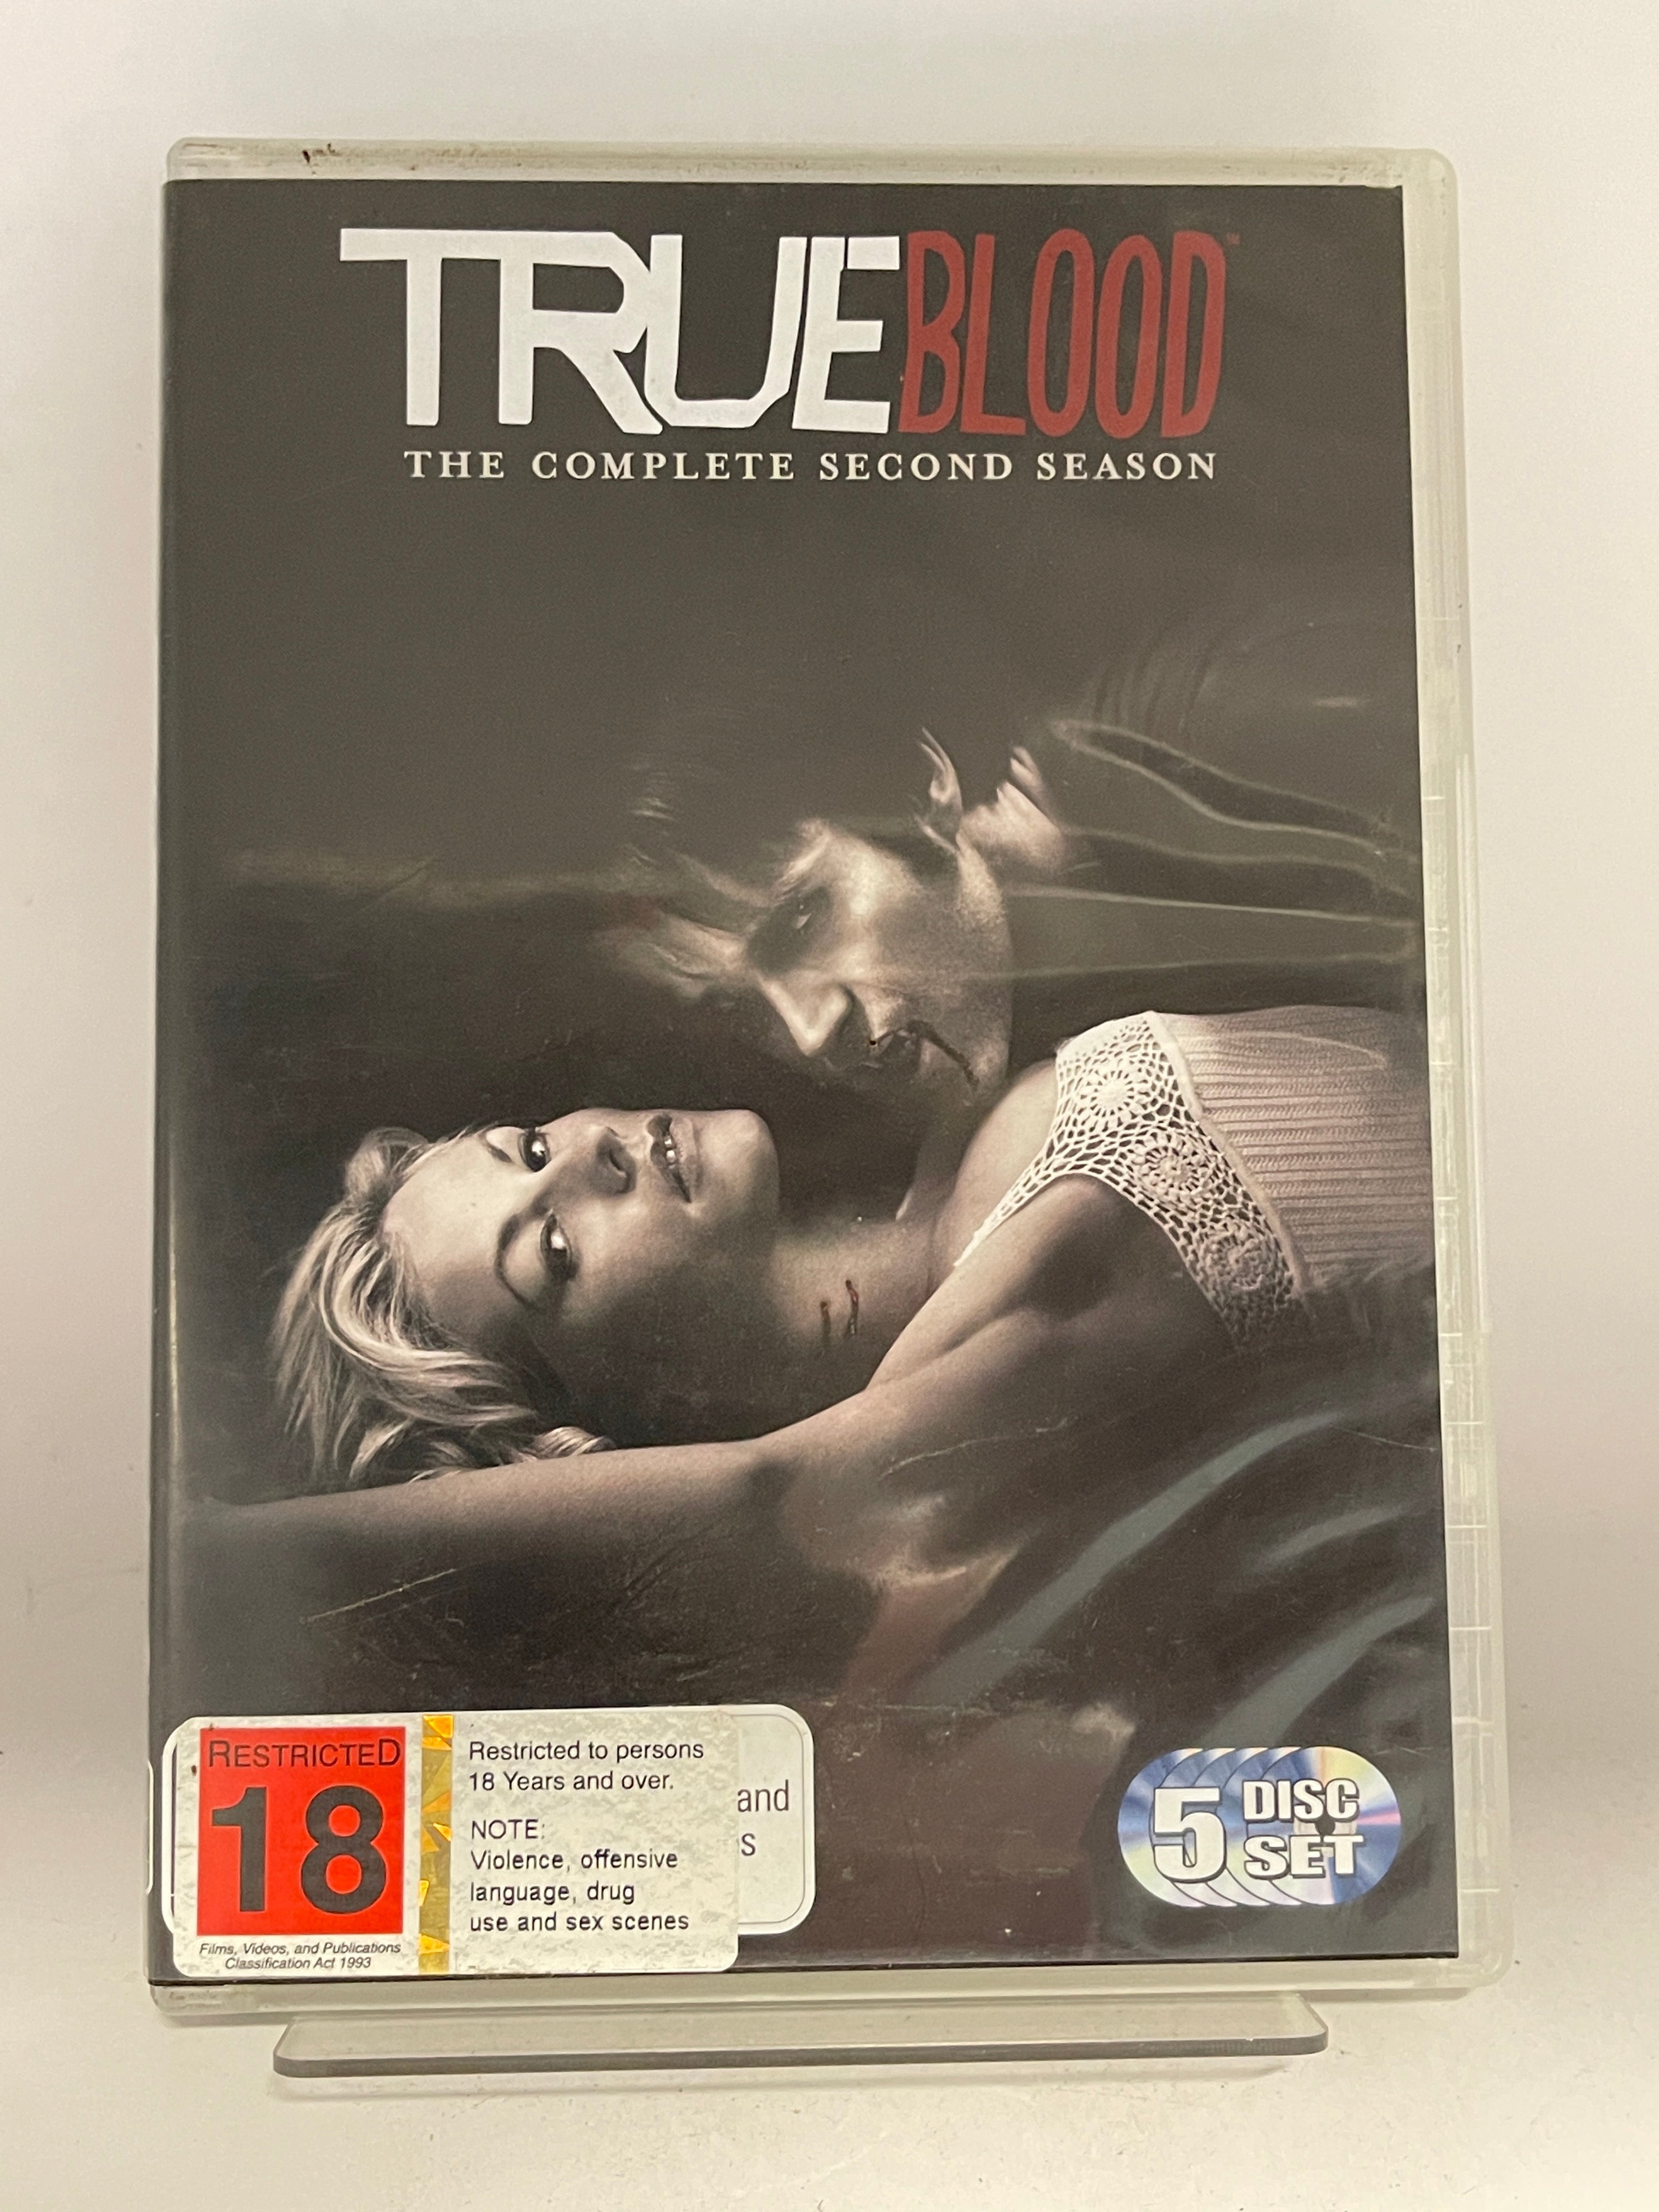 TRUEBLOOD™
THE COMPLETE SECOND SEASON
RESTRICTED
18
Films, Videos, and Publications
Classification Act 1993
Restricted to persons
18 Years and over.
NOTE:
Violence, offensive
language, drug
use and sex scenes
and
s
5 DISC
SET